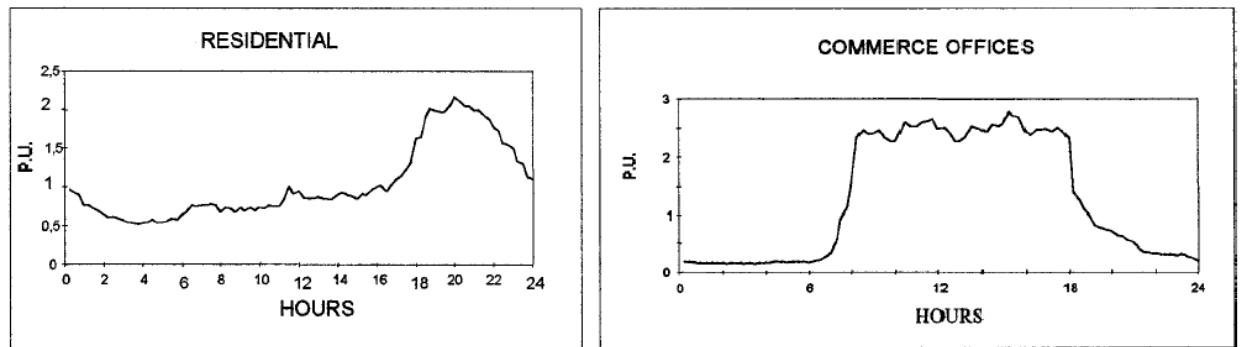 RESIDENTIAL
2,5
2
1,5
1
0,5
0
P.U.
0 2 4 6 8 10 12 14 16 18 20 22 24
HOURS
COMMERCE OFFICES
3
2
1
0
P.U.
0 6 12 18 24
HOURS